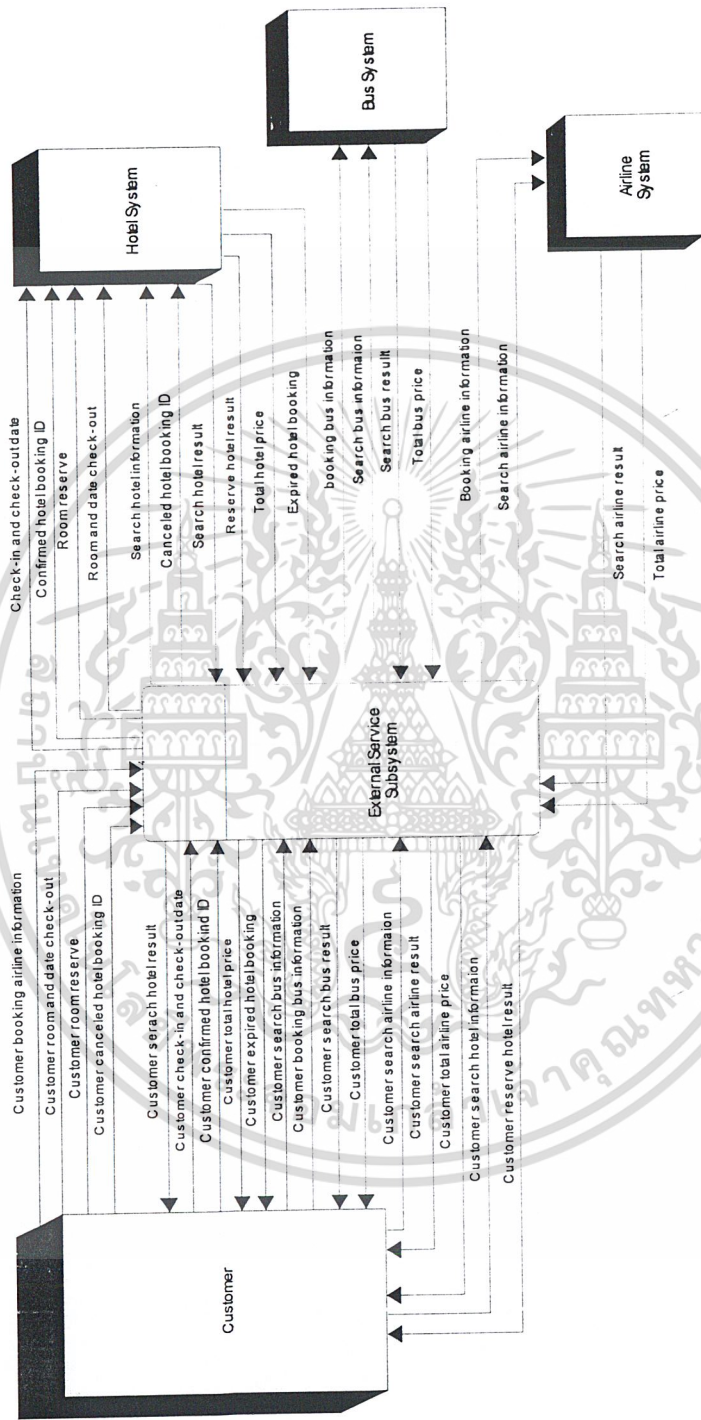 Check-in and check-out date
Confirmed hotel booking ID
Room reserve
Room and date check-out
Search hotel information
Canceled hotel booking ID
Search hotel result
Reserve hotel result
Total hotel price
Expired hotel booking
booking bus information
Search bus informaion
Search bus resullt
Total bus price
Booking airline information
Search airline information
Search airline result
Total airline price
Hotel System
Bus System
Airline
System
External Service
Subsystem
Customer booking airline information
Customer room and date check-out
Customer room reserve
Customer canceled hotel booking ID
Customer serach hotel result
Customer check-in and check-out date
Customer confirmed hotel bookind ID
Customer total hotel price
Customer expired hotel booking
Customer search bus information
Customer booking bus information
Customer search bus result
Customer total bus price
Customer search airline informaion
Customer search airline result
Customer total airline price
Customer search hotel informaion
Customer reserve hotel result
Customer